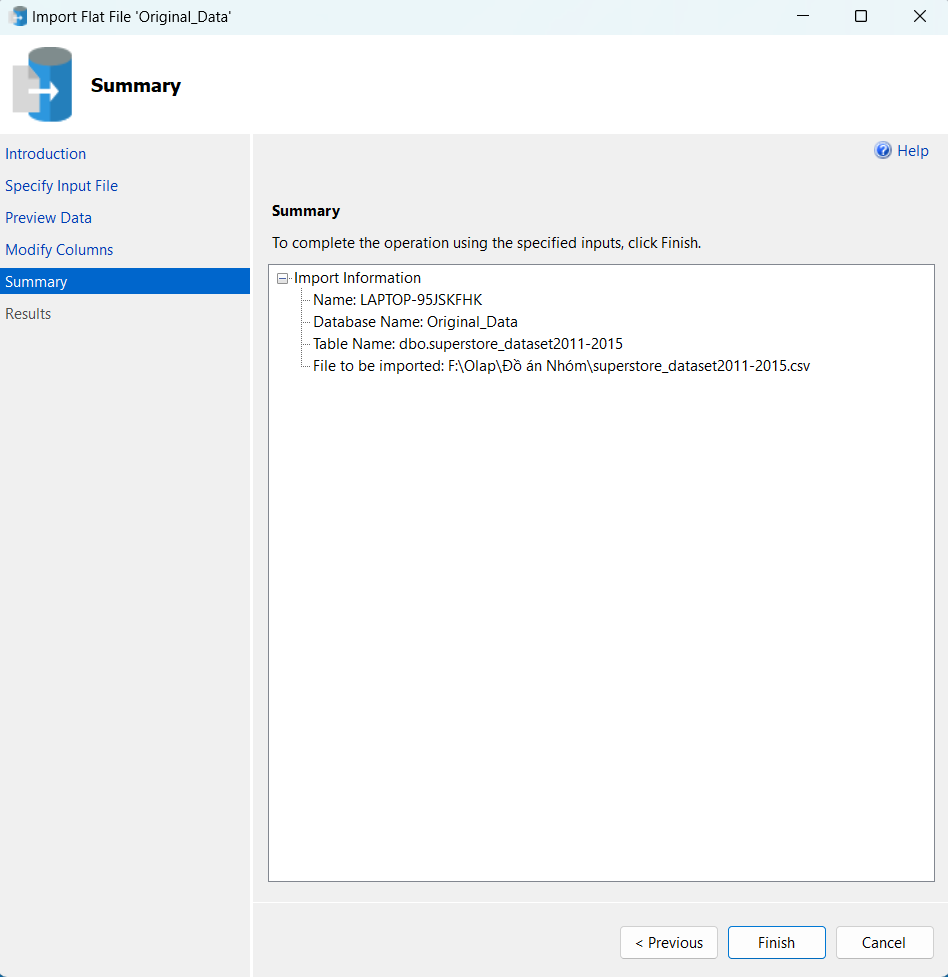 Import Flat File 'Original_Data'
Summary
Introduction
Specify Input File
Preview Data
Modify Columns
Summary
Results
Help
Summary
To complete the operation using the specified inputs, click Finish.
Import Information
Name: LAPTOP-95JSKFHK
Database Name: Original_Data
Table Name: dbo.superstore_dataset2011-2015
File to be imported: F:\Olap\Đồ án Nhóm\superstore_dataset2011-2015.csv
< Previous
Finish
Cancel